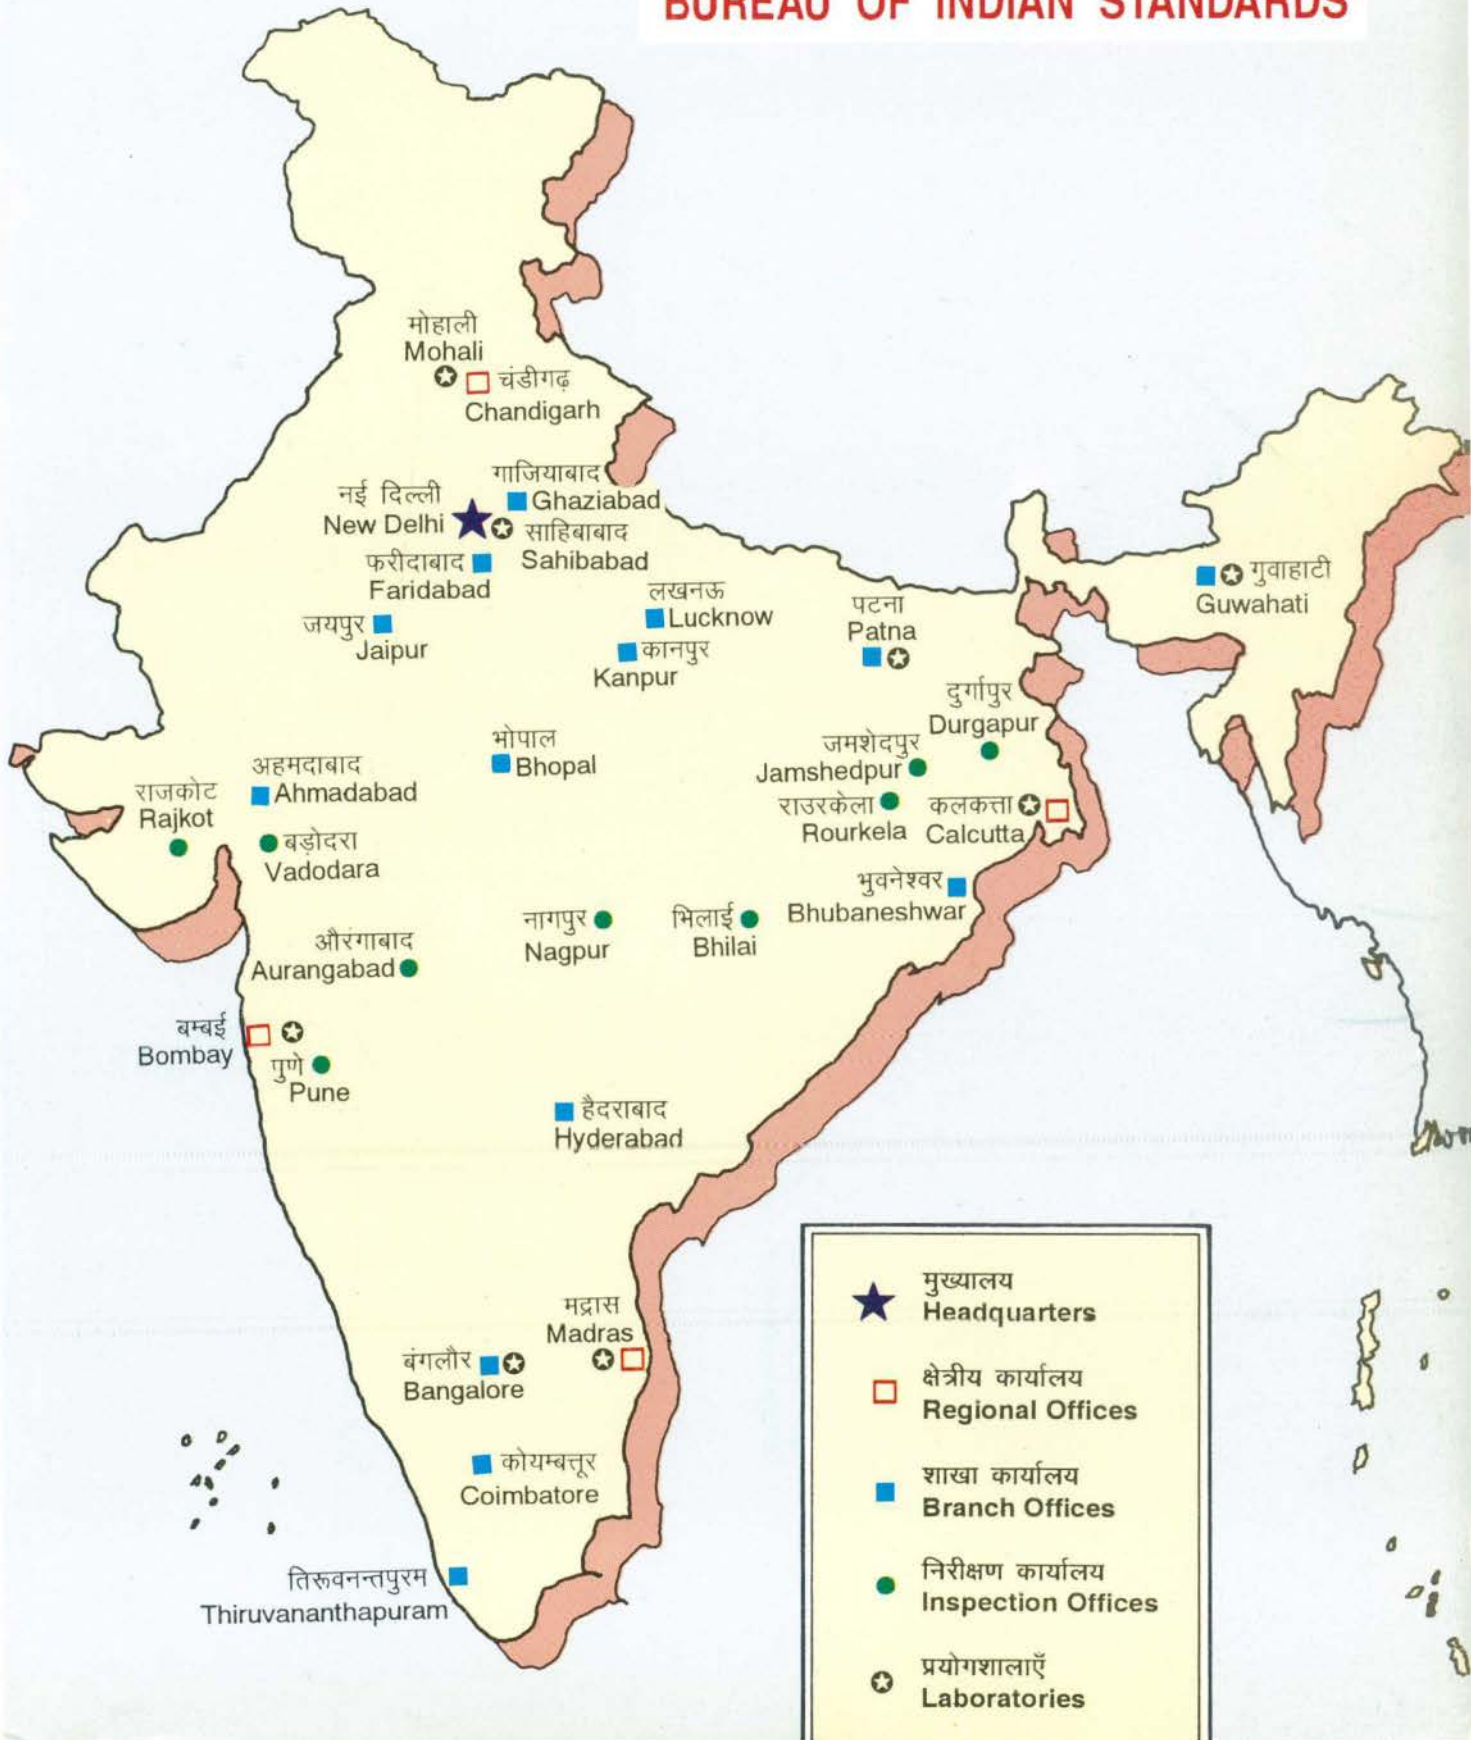 BUREAU OF INDIAN STANDARDS
मोहाली
Mohali
चंडीगढ़
Chandigarh
गाजियाबाद
Ghaziabad
नई दिल्ली
New Delhi
साहिबाबाद
Sahibabad
फरीदाबाद
Faridabad
लखनऊ
Lucknow
जयपुर
Jaipur
कानपुर
Kanpur
पटना
Patna
गुवाहाटी
Guwahati
दुर्गापुर
Durgapur
भोपाल
Bhopal
जमशेदपुर
Jamshedpur
अहमदाबाद
Ahmadabad
राजकोट
Rajkot
राउरकेला
Rourkela
कलकत्ता
Calcutta
बड़ोदरा
Vadodara
भुवनेश्वर
Bhubaneshwar
नागपुर
Nagpur
भिलाई
Bhilai
औरंगाबाद
Aurangabad
बम्बई
Bombay
पुणे
Pune
हैदराबाद
Hyderabad
मद्रास
Madras
बंगलौर
Bangalore
कोयम्बत्तूर
Coimbatore
तिरूवनन्तपुरम
Thiruvananthapuram
मुख्यालय
Headquarters
क्षेत्रीय कार्यालय
Regional Offices
शाखा कार्यालय
Branch Offices
निरीक्षण कार्यालय
Inspection Offices
प्रयोगशालाएँ
Laboratories